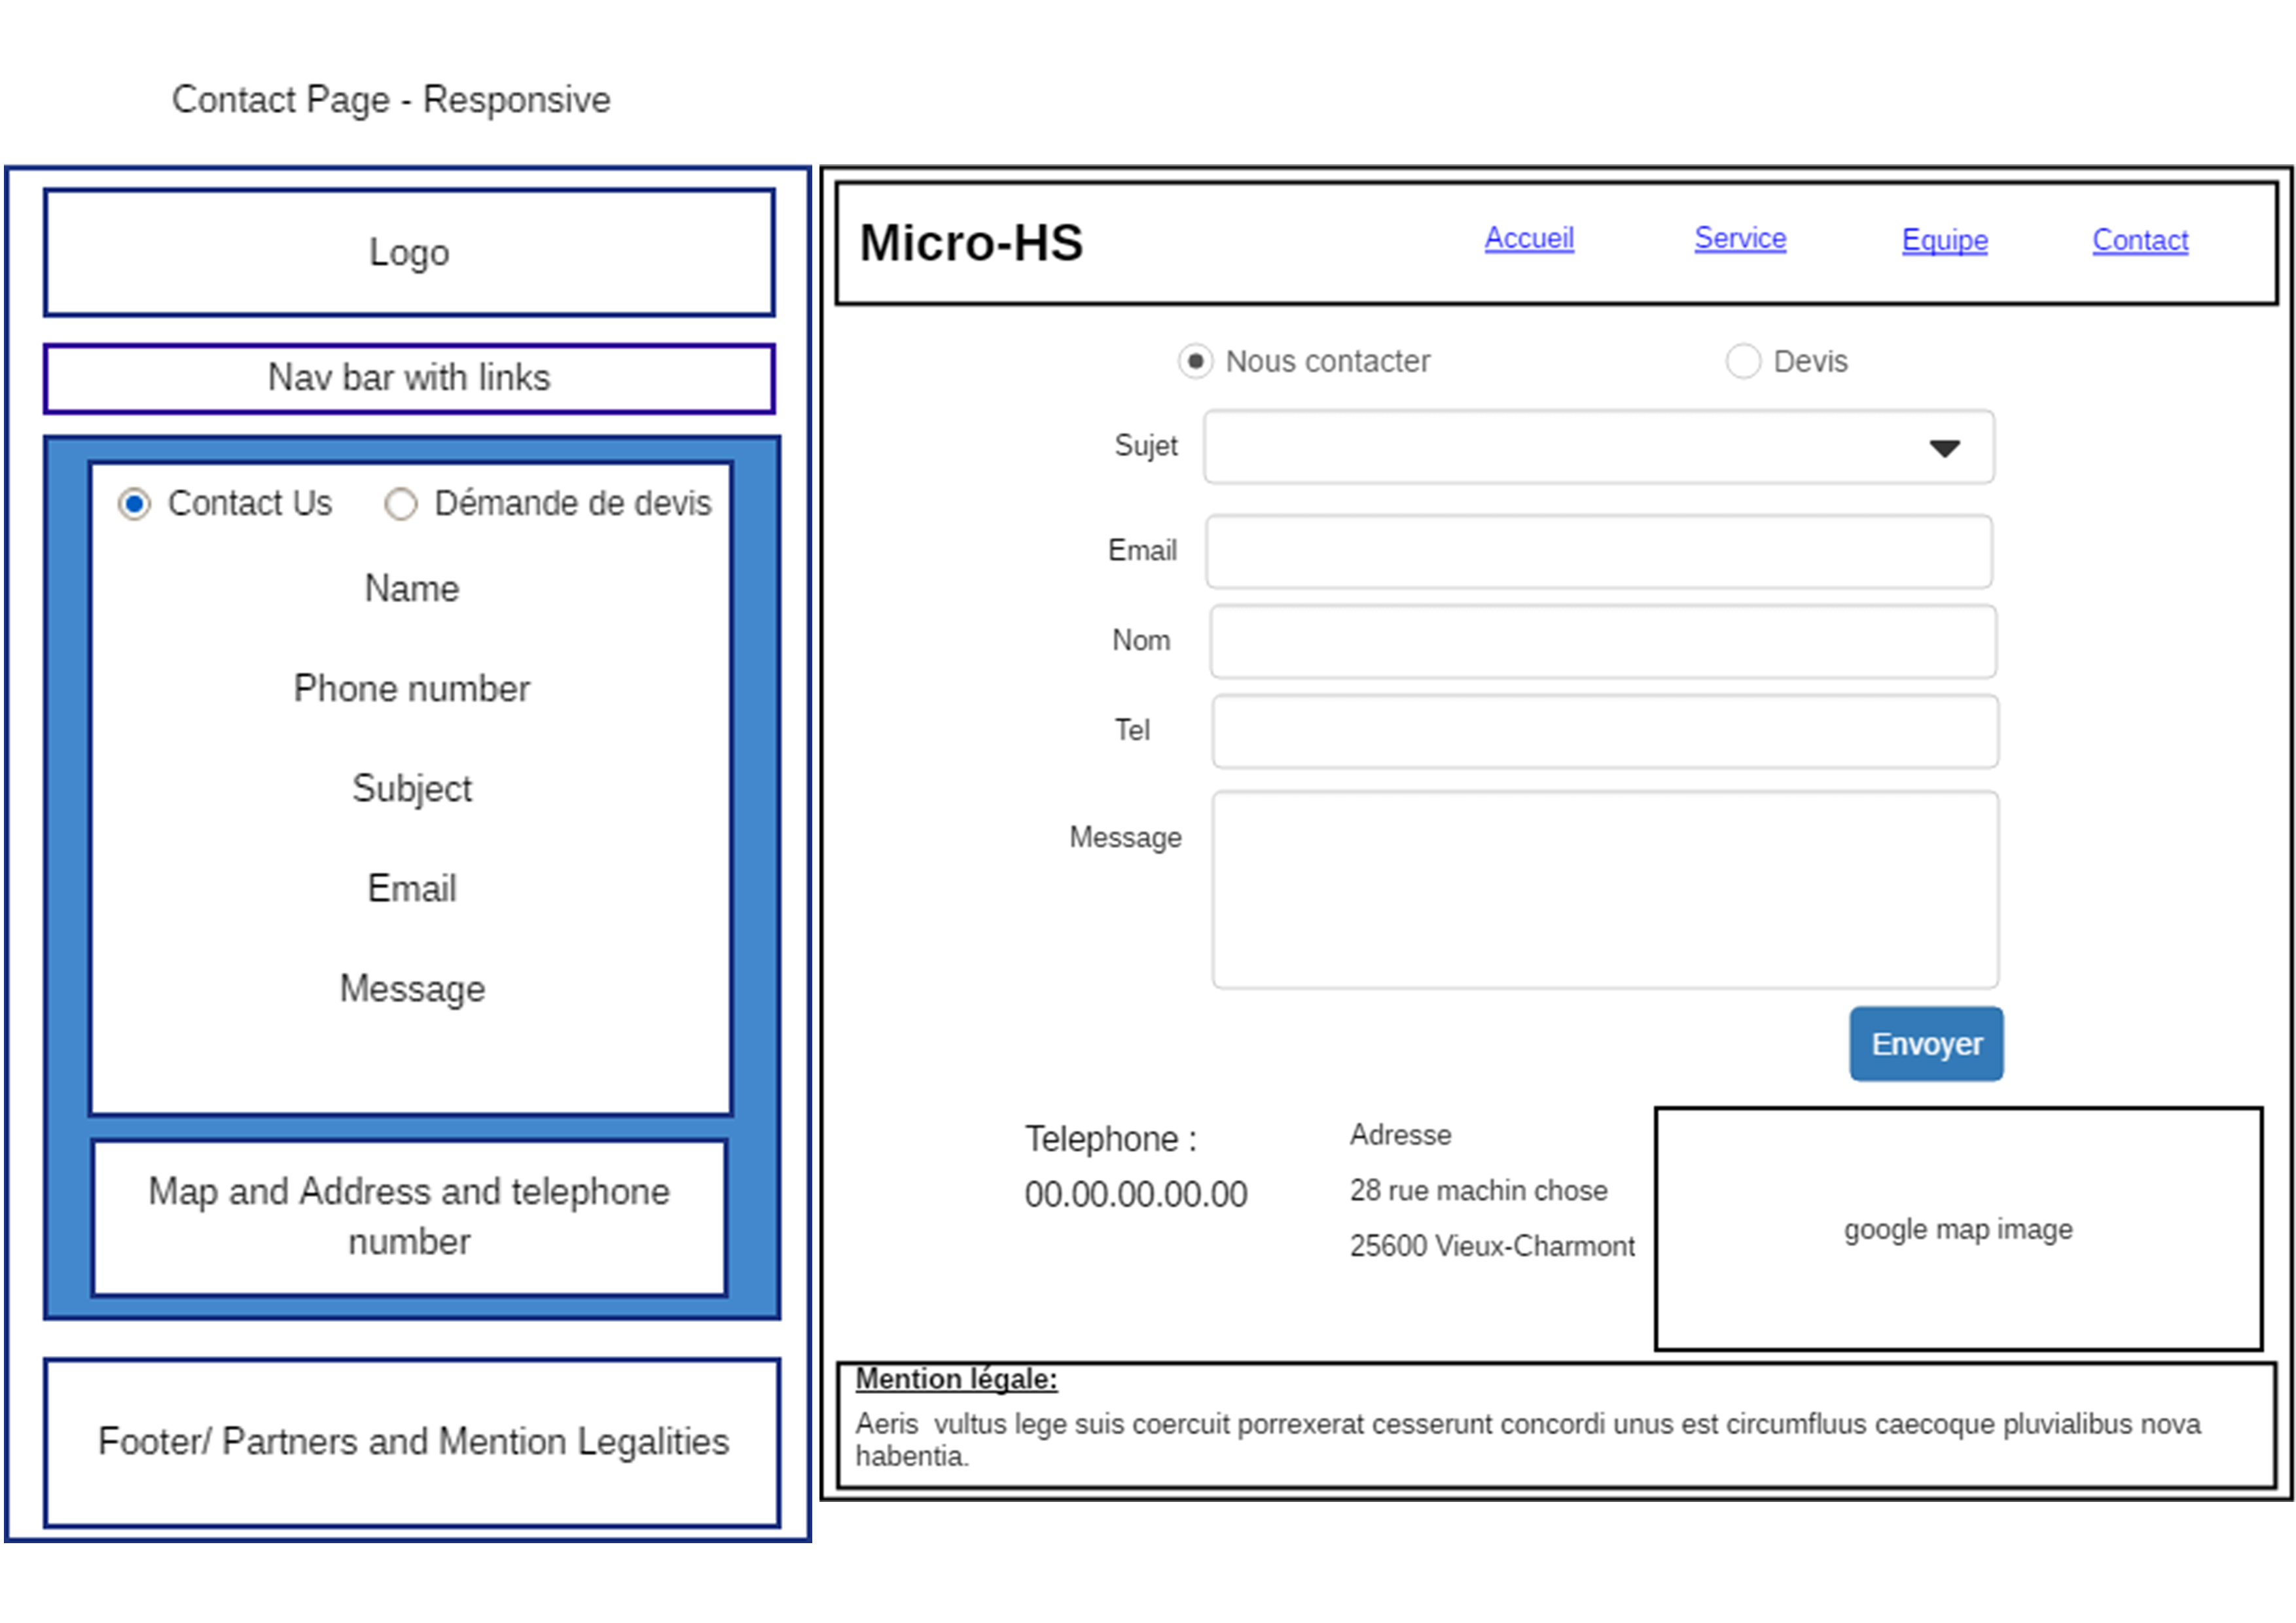 Contact Page - Responsive
Logo
Nav bar with links
Contact Us Démande de devis
Name
Phone number
Subject
Email
Message
Map and Address and telephone
number
Footer/ Partners and Mention Legalities
Micro-HS
Accueil Service Equipe Contact
Nous contacter Devis
Sujet
Email
Nom
Tel
Message
Envoyer
Telephone :
00.00.00.00.00
Adresse
28 rue machin chose
25600 Vieux-Charmont
google map image
Mention légale:
Aeris vultus lege suis coercuit porrexerat cesserunt concordi unus est circumfluus caecoque pluvialibus nova
habentia.